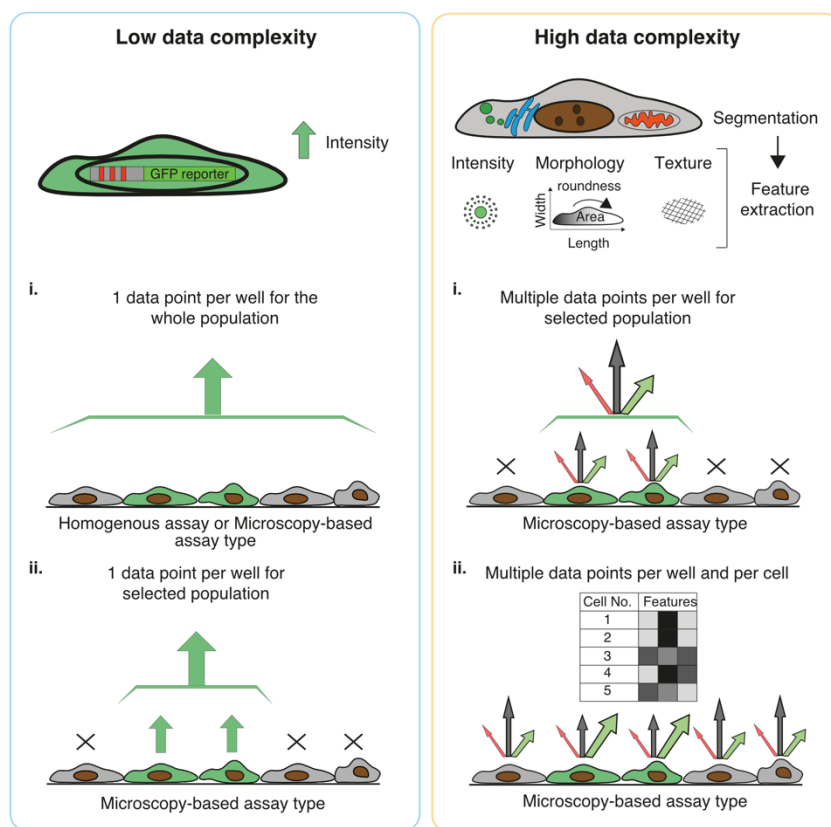 Low data complexity
Intensity
GFP reporter
i.
1 data point per well for the
whole population
Homogenous assay or Microscopy-based
assay type
ii.
1 data point per well for
selected population
Microscopy-based assay type
High data complexity
Segmentation
Intensity
Morphology
Texture
Feature
extraction
roundness
Width
Area
Length
i.
Multiple data points per well for
selected population
Microscopy-based assay type
ii.
Multiple data points per well and per cell
Cell No. Features
1
2
3
4
5
Microscopy-based assay type